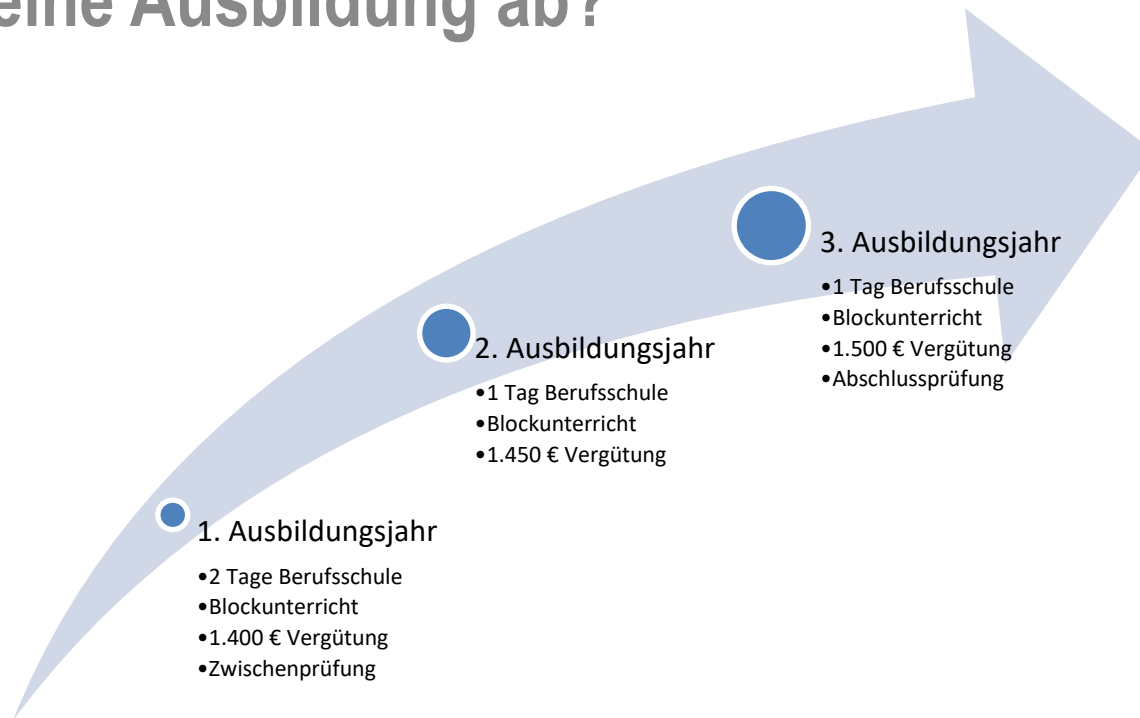 eine Ausbildung ab?
3. Ausbildungsjahr
•1 Tag Berufsschule
•Blockunterricht
•1.500 € Vergütung
•Abschlussprüfung
2. Ausbildungsjahr
•1 Tag Berufsschule
•Blockunterricht
•1.450 € Vergütung
1. Ausbildungsjahr
•2 Tage Berufsschule
•Blockunterricht
•1.400 € Vergütung
•Zwischenprüfung